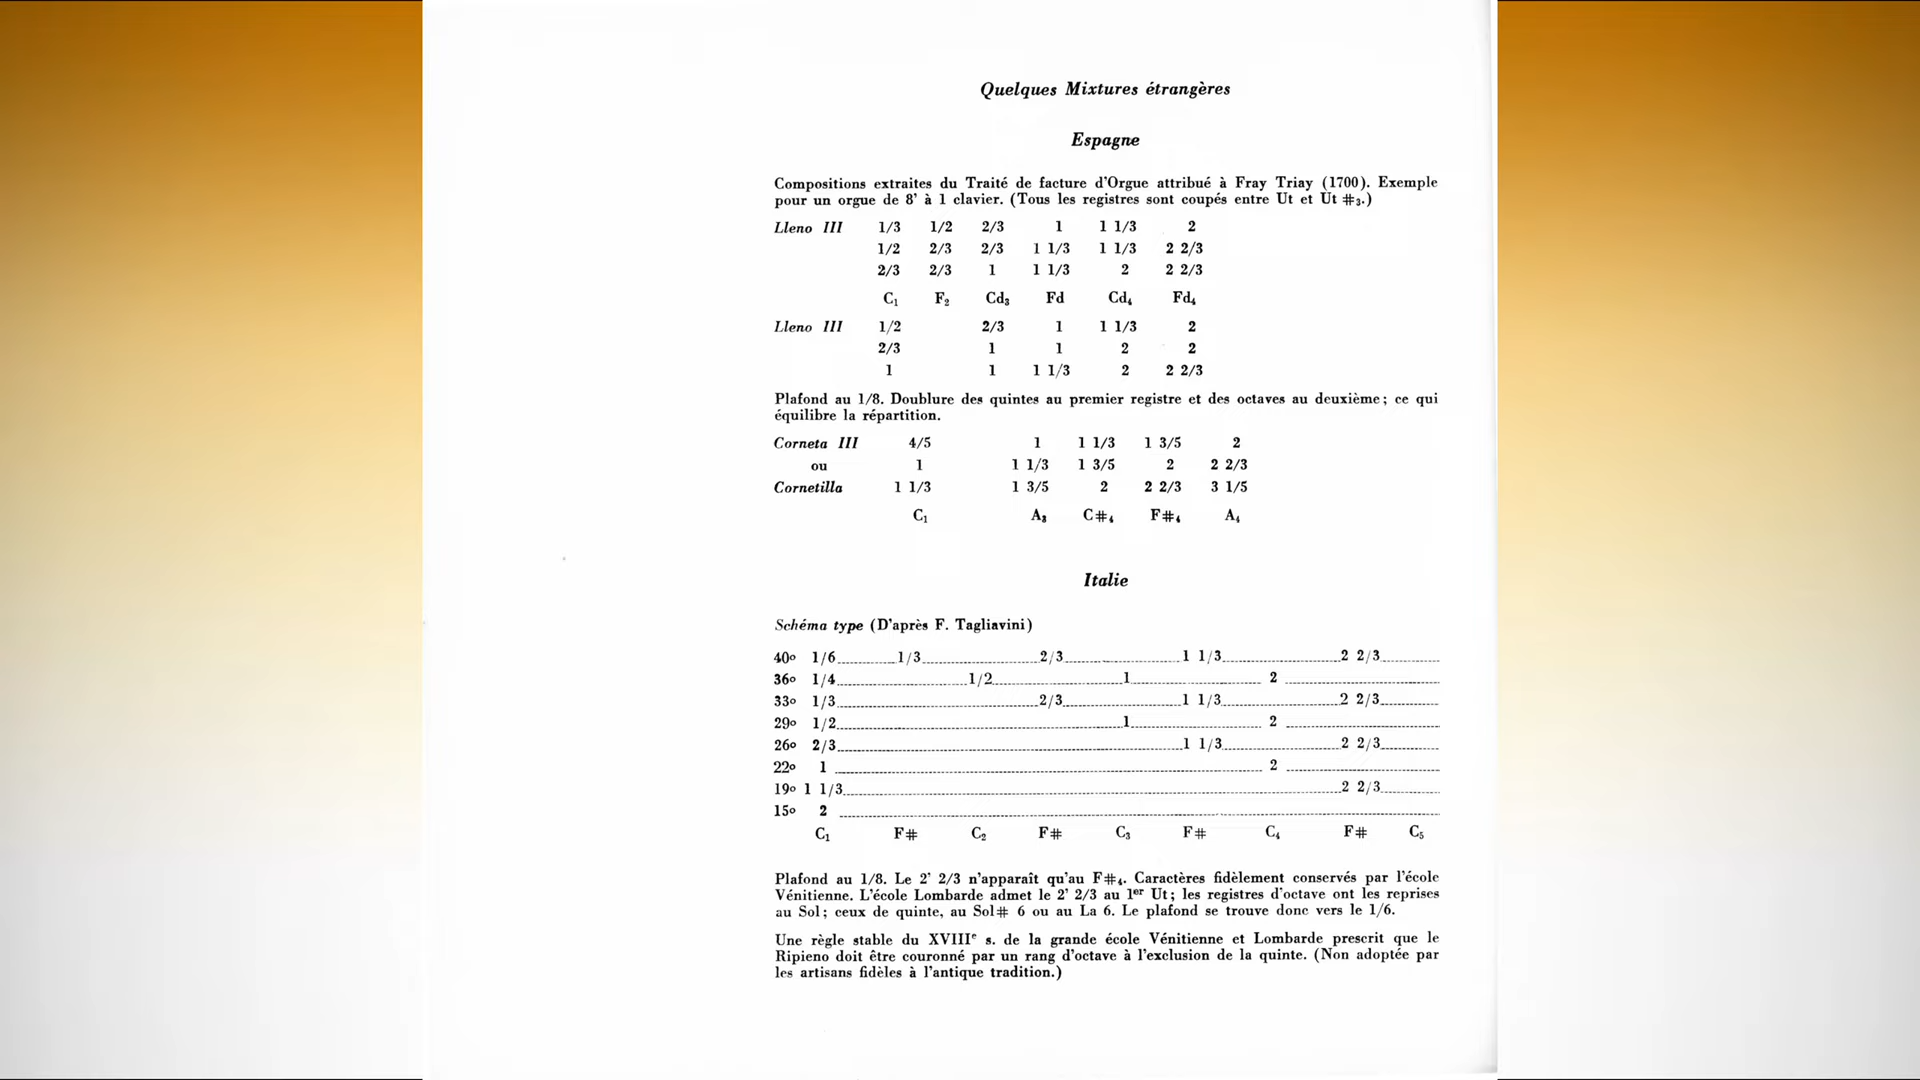 Quelques Mixtures étrangères
Espagne
Compositions extraites du Traité de facture d'Orgue attribué à Fray Triay (1700). Exemple
pour un orgue de 8' à 1 clavier. (Tous les registres sont coupés entre Ut et Ut #₃.)
Lleno III 1/3 1/2 2/3 1 1 1/3 2
1/2 2/3 2/3 1 1/3 1 1/3 2 2/3
2/3 2/3 1 1 1/3 2 2 2/3
C₁ F₂ Cd₃ Fd Cd₄ Fd₄
Lleno III 1/2 2/3 1 1 1/3 2
2/3 1 1 2 2
1 1 1 1/3 2 2 2/3
Plafond au 1/8. Doublure des quintes au premier registre et des octaves au deuxième ; ce qui
équilibre la répartition.
Corneta III 4/5 1 1 1/3 1 3/5 2
ou 1 1 1/3 1 3/5 2 2 2/3
Cornetilla 1 1/3 1 3/5 2 2 2/3 3 1/5
C₁ A₃ C#₄ F#₄ A₄
Italie
Schéma type (D'après F. Tagliavini)
40º 1/6 1/3 2/3 1 1/3 2 2/3
36º 1/4 1/2 1 2
33º 1/3 2/3 1 1/3 2 2/3
29º 1/2 1 2
26º 2/3 1 1/3 2 2/3
22º 1 2
19º 1 1/3 2 2/3
15º 2
C₁ F# C₂ F# C₃ F# C₄ F# C₅
Plafond au 1/8. Le 2' 2/3 n'apparaît qu'au F#₄. Caractères fidèlement conservés par l'école
Vénitienne. L'école Lombarde admet le 2' 2/3 au 1er Ut ; les registres d'octave ont les reprises
au Sol ; ceux de quinte, au Sol# 6 ou au La 6. Le plafond se trouve donc vers le 1/6.
Une règle stable du XVIIIe s. de la grande école Vénitienne et Lombarde prescrit que le
Ripieno doit être couronné par un rang d'octave à l'exclusion de la quinte. (Non adoptée par
les artisans fidèles à l'antique tradition.)